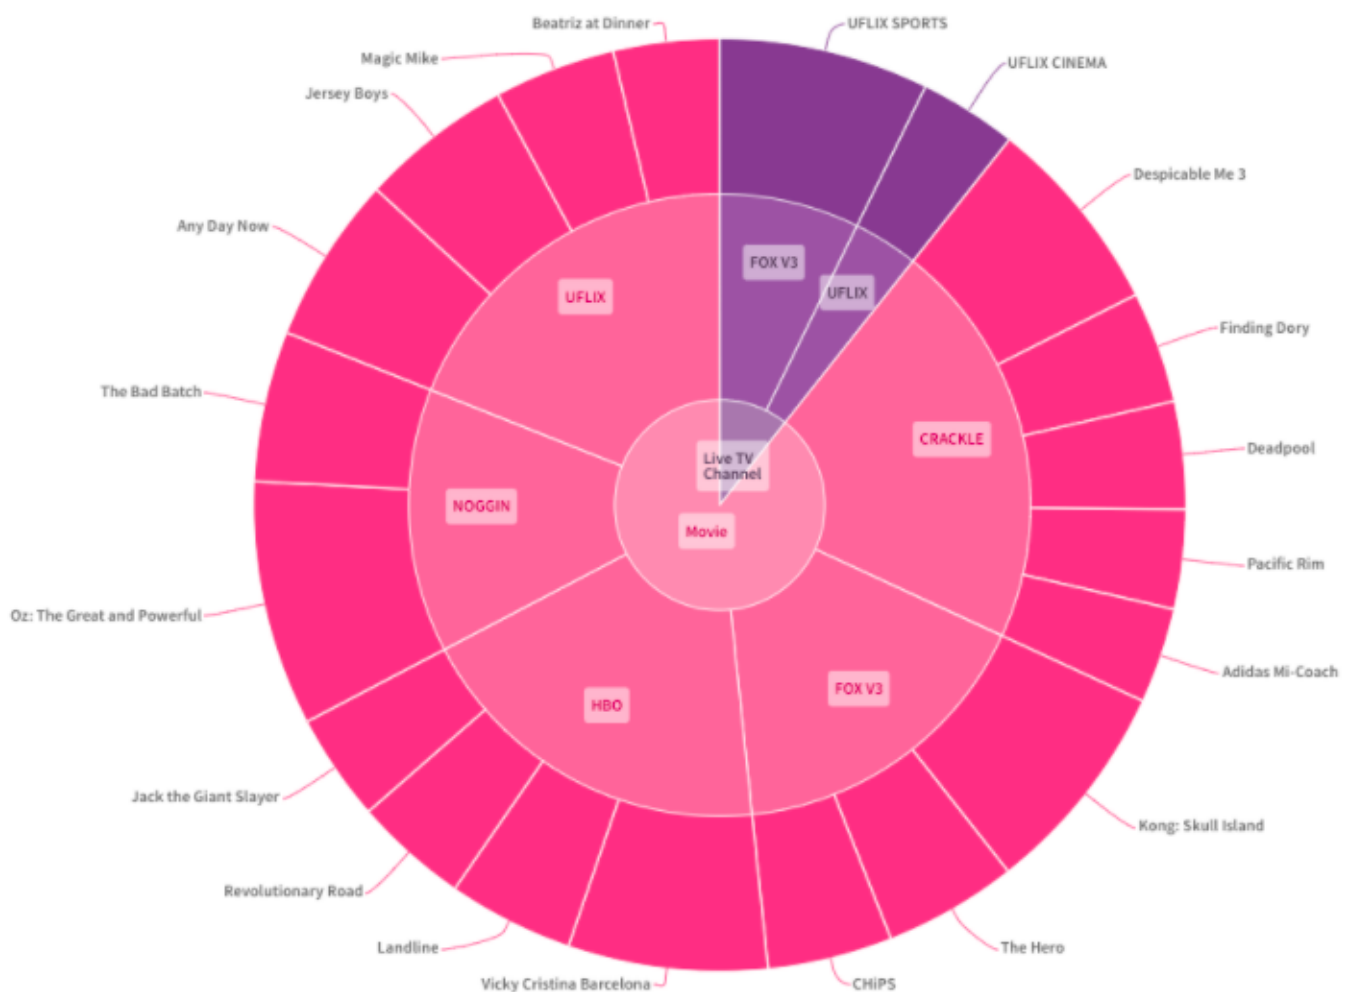 Beatriz at Dinner
UFLIX SPORTS
Magic Mike
UFLIX CINEMA
Jersey Boys
Despicable Me 3
Any Day Now
FOX V3
UFLIX
UFLIX
Finding Dory
The Bad Batch
CRACKLE
Deadpool
Live TV
Channel
NOGGIN
Movie
Pacific Rim
Oz: The Great and Powerful
Adidas Mi-Coach
FOX V3
HBO
Jack the Giant Slayer
Kong: Skull Island
Revolutionary Road
Landline
The Hero
Vicky Cristina Barcelona
CHiPS